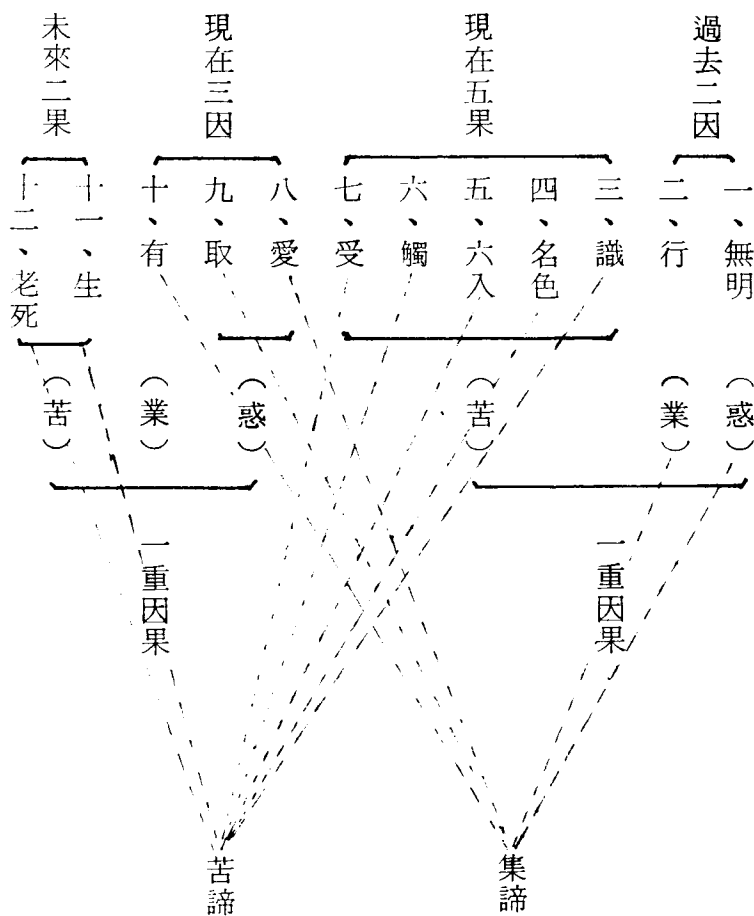 過去二因
現在五果
現在三因
未來二果
一、無明
二、行
三、識
四、名色
五、六入
六、觸
七、受
八、愛
九、取
十、有
十一、生
十二、老死
（惑）
（業）
（苦）
（惑）
（業）
（苦）
一重因果
一重因果
集諦
苦諦